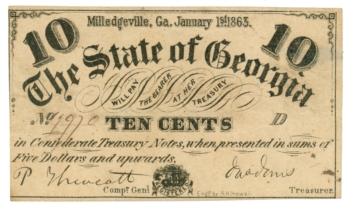 Milledgeville, Ga. January 1st 1863.
10 10
The State of Georgia
WILL PAY THE BEARER AT HER TREASURY
No D
TEN CENTS
in Confederate Treasury Notes, when presented in sums of
Five Dollars and upwards.
Compt. Genl Treasurer